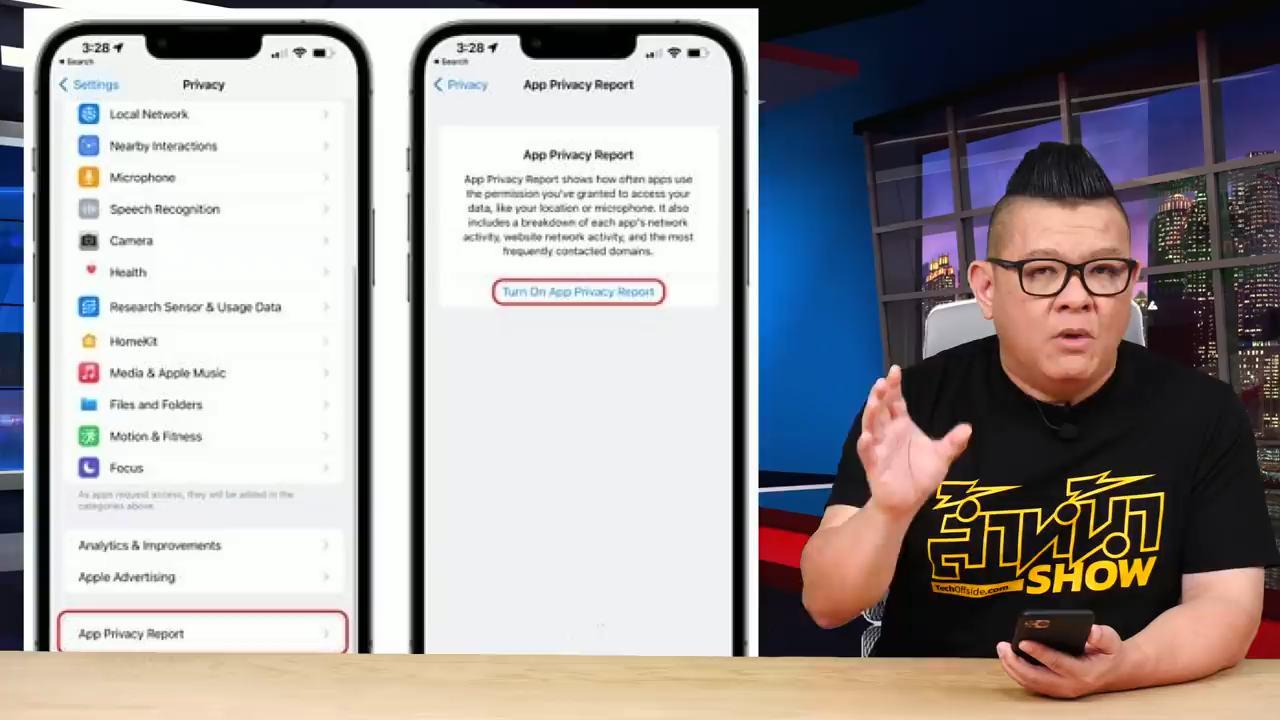 3:28
Search
Settings
Privacy
Local Network
Nearby Interactions
Microphone
Speech Recognition
Camera
Health
Research Sensor & Usage Data
HomeKit
Media & Apple Music
Files and Folders
Motion & Fitness
Focus
As apps request access, they will be added in the
categories above.
Analytics & Improvements
Apple Advertising
App Privacy Report
3:28
Search
Privacy
App Privacy Report
App Privacy Report
App Privacy Report shows how often apps use
the permission you've granted to access your
data, like your location or microphone. It also
includes a breakdown of each app's network
activity, website network activity, and the most
frequently contacted domains.
Turn On App Privacy Report
ล้ำหน้า
SHOW
TechOffside.com